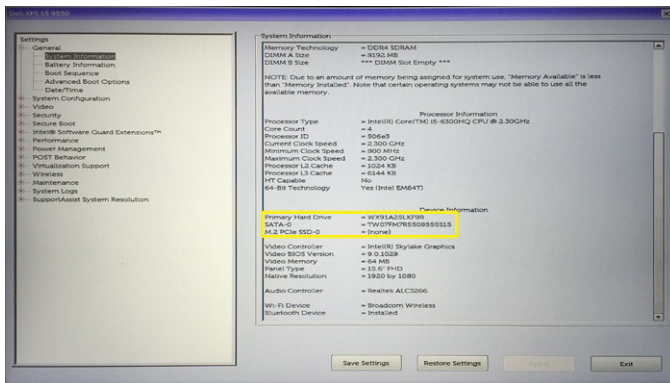 Dell XPS 15 9550
Settings
General
System Information
Battery Information
Boot Sequence
Advanced Boot Options
Date/Time
System Configuration
Video
Security
Secure Boot
Intel® Software Guard Extensions™
Performance
Power Management
POST Behavior
Virtualization Support
Wireless
Maintenance
System Logs
SupportAssist System Resolution
System Information
Memory Technology = DDR4 SDRAM
DIMM A Size = 8192 MB
DIMM B Size *** DIMM Slot Empty ***
NOTE: Due to an amount of memory being assigned for system use, "Memory Available" is less
than "Memory Installed". Note that certain operating systems may not be able to use all the
available memory.
Processor Information
Processor Type = Intel(R) Core(TM) i5-6300HQ CPU @ 2.30GHz
Core Count = 4
Processor ID = 506e3
Current Clock Speed = 2.300 GHz
Minimum Clock Speed = 800 MHz
Maximum Clock Speed = 2.300 GHz
Processor L2 Cache = 1024 KB
Processor L3 Cache = 6144 KB
HT Capable No
64-Bit Technology Yes (Intel EM64T)
Device Information
Primary Hard Drive = WX91A25LXF9R
SATA-0 = TW07FM7R5508555515
M.2 PCIe SSD-0 = (none)
Video Controller = Intel(R) Skylake Graphics
Video BIOS Version = 9.0.1029
Video Memory = 64 MB
Panel Type = 15.6" FHD
Native Resolution = 1920 by 1080
Audio Controller = Realtek ALC3266
Wi-Fi Device = Broadcom Wireless
Bluetooth Device = Installed
Save Settings
Restore Settings
Apply
Exit